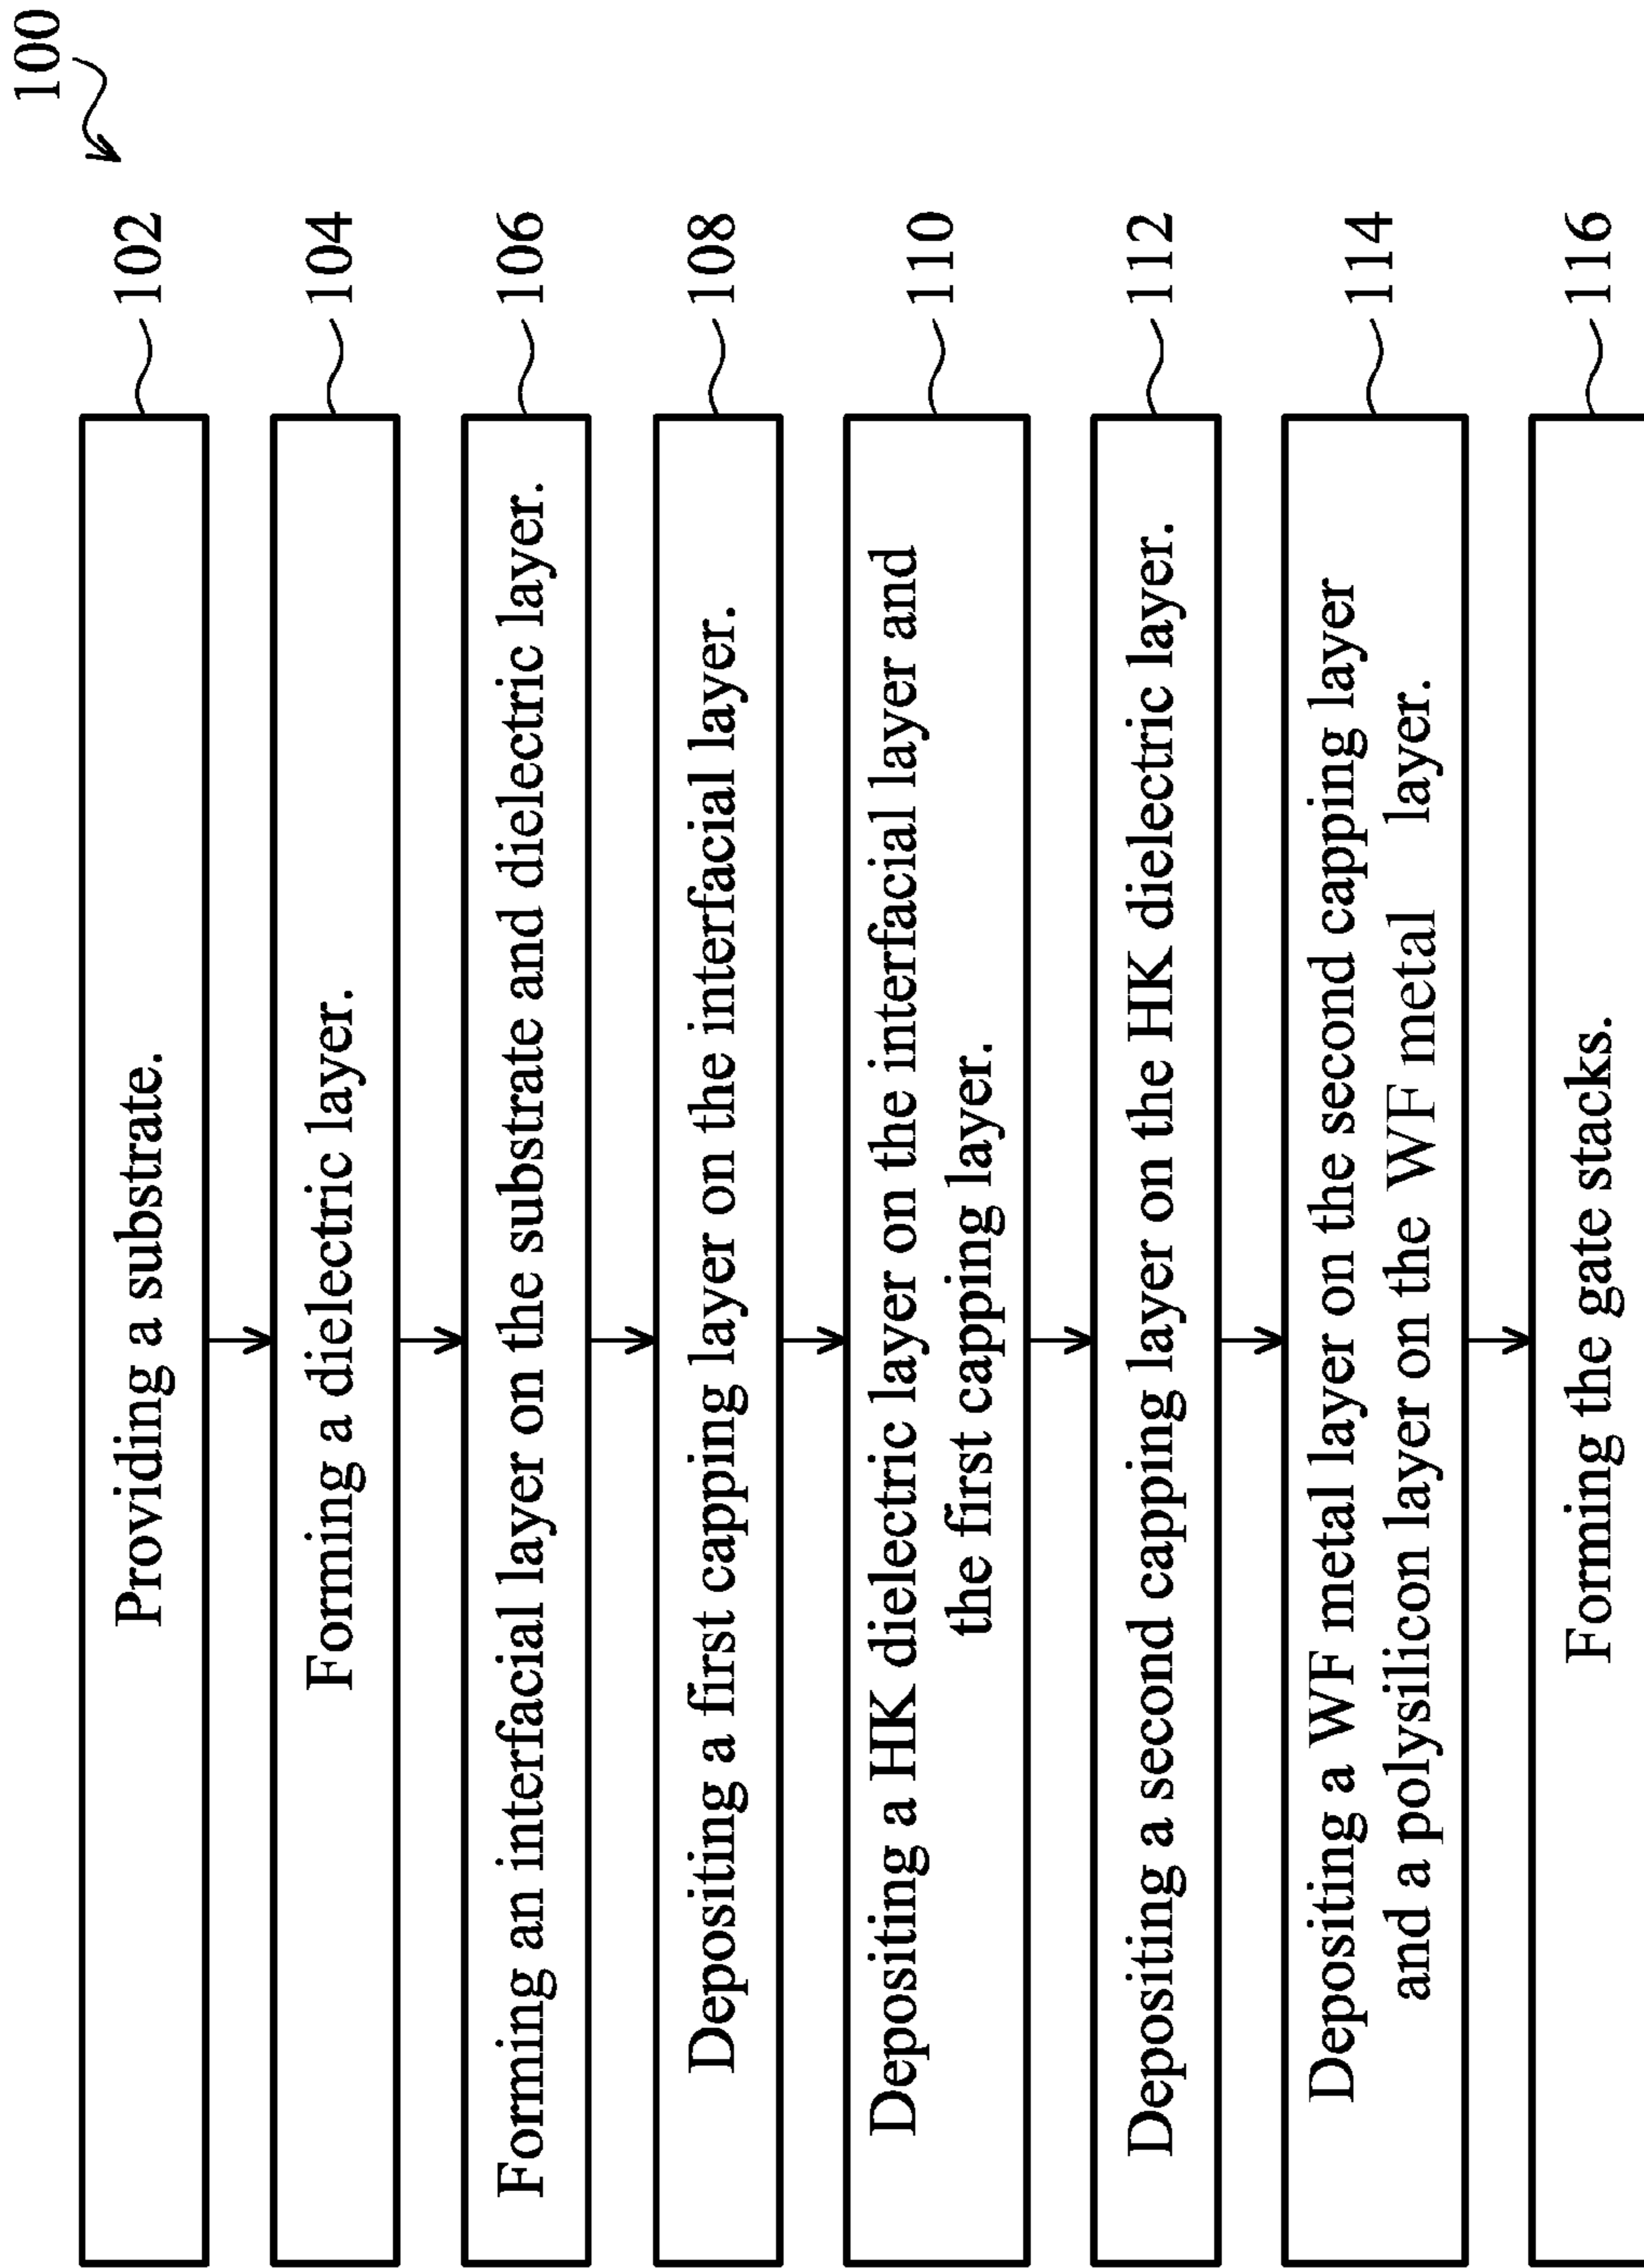 100
Providing a substrate.
102
Forming a dielectric layer.
104
Forming an interfacial layer on the substrate and dielectric layer.
106
Depositing a first capping layer on the interfacial layer.
108
Depositing a HK dielectric layer on the interfacial layer and
the first capping layer.
110
Depositing a second capping layer on the HK dielectric layer.
112
Depositing a WF metal layer on the second capping layer
and a polysilicon layer on the WF metal layer.
114
Forming the gate stacks.
116